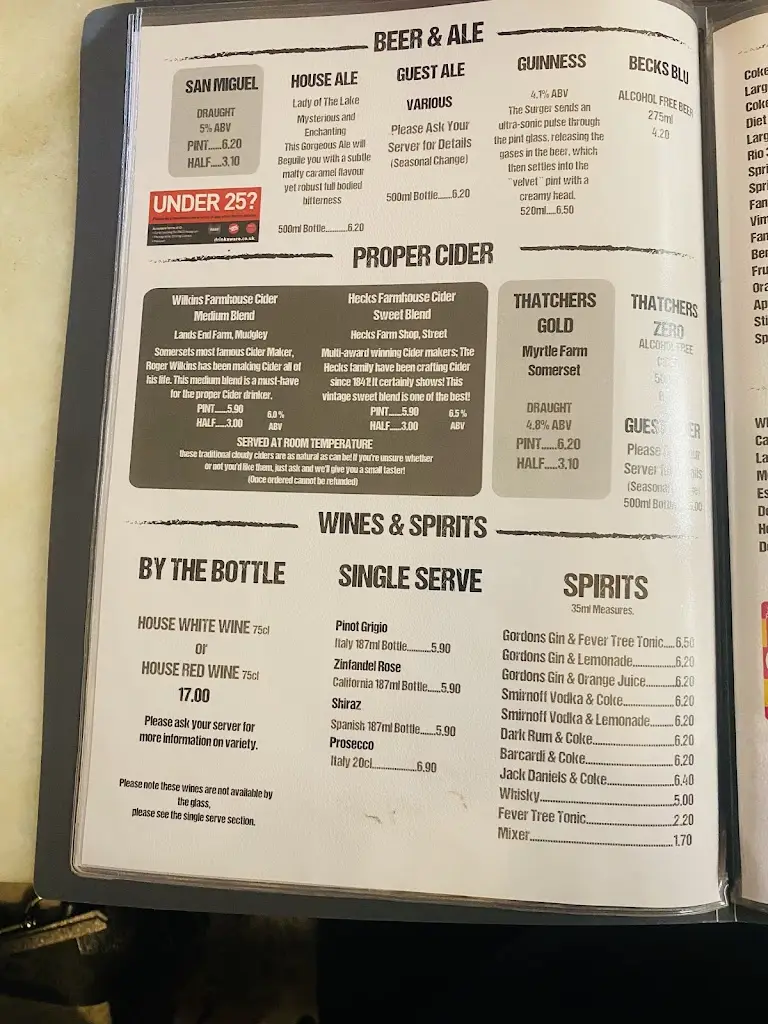 BEER & ALE
SAN MIGUEL
DRAUGHT
5% ABV
PINT......6.20
HALF.....3.10
UNDER 25?
drinkaware.co.uk
HOUSE ALE
Lady of The Lake
Mysterious and
Enchanting
This Gorgeous Ale will
Beguile you with a subtle
malty caramel flavour
yet robust full bodied
bitterness
500ml Bottle............6.20
GUEST ALE
VARIOUS
Please Ask Your
Server for Details
(Seasonal Change)
500ml Bottle......6.20
GUINNESS
4.1% ABV
The Surger sends an
ultra-sonic pulse through
the pint glass, releasing the
gases in the beer, which
then settles into the
"velvet" pint with a
creamy head.
520ml....6.50
BECKS BLU
ALCOHOL FREE BEER
275ml
4.20
PROPER CIDER
Wilkins Farmhouse Cider
Medium Blend
Lands End Farm, Mudgley
Somersets most famous Cider Maker,
Roger Wilkins has been making Cider all of
his life. This medium blend is a must-have
for the proper Cider drinker.
PINT.....5.90
HALF.....3.00
6.0 %
ABV
Hecks Farmhouse Cider
Sweet Blend
Hecks Farm Shop, Street
Multi-award winning Cider makers; The
Hecks family have been crafting Cider
since 1841! It certainly shows! This
vintage sweet blend is one of the best!
PINT.....5.90
HALF.....3.00
6.5 %
ABV
SERVED AT ROOM TEMPERATURE
these traditional cloudy ciders are as natural as can be! If you're unsure whether
or not you'd like them, just ask and we'll give you a small taster!
(Once ordered cannot be refunded)
THATCHERS
GOLD
Myrtle Farm
Somerset
DRAUGHT
4.8% ABV
PINT......6.20
HALF.....3.10
THATCHERS
ZERO
ALCOHOL FREE
Please
Server
500ml
WINES & SPIRITS
BY THE BOTTLE
HOUSE WHITE WINE 75cl
or
HOUSE RED WINE 75cl
17.00
Please ask your server for
more information on variety.
Please note these wines are not available by
the glass,
please see the single serve section.
SINGLE SERVE
Pinot Grigio
Italy 187ml Bottle.......5.90
Zinfandel Rose
California 187ml Bottle....5.90
Shiraz
Spanish 187ml Bottle.......5.90
Prosecco
Italy 20cl....................6.90
SPIRITS
35ml Measures.
Gordons Gin & Fever Tree Tonic.....6.50
Gordons Gin & Lemonade...............6.20
Gordons Gin & Orange Juice...........6.20
Smirnoff Vodka & Coke...................6.20
Smirnoff Vodka & Lemonade..........6.20
Dark Rum & Coke...........................6.20
Barcardi & Coke.............................6.20
Jack Daniels & Coke......................6.40
Whisky...........................................5.00
Fever Tree Tonic............................2.20
Mixer.............................................1.70
Coke
Diet